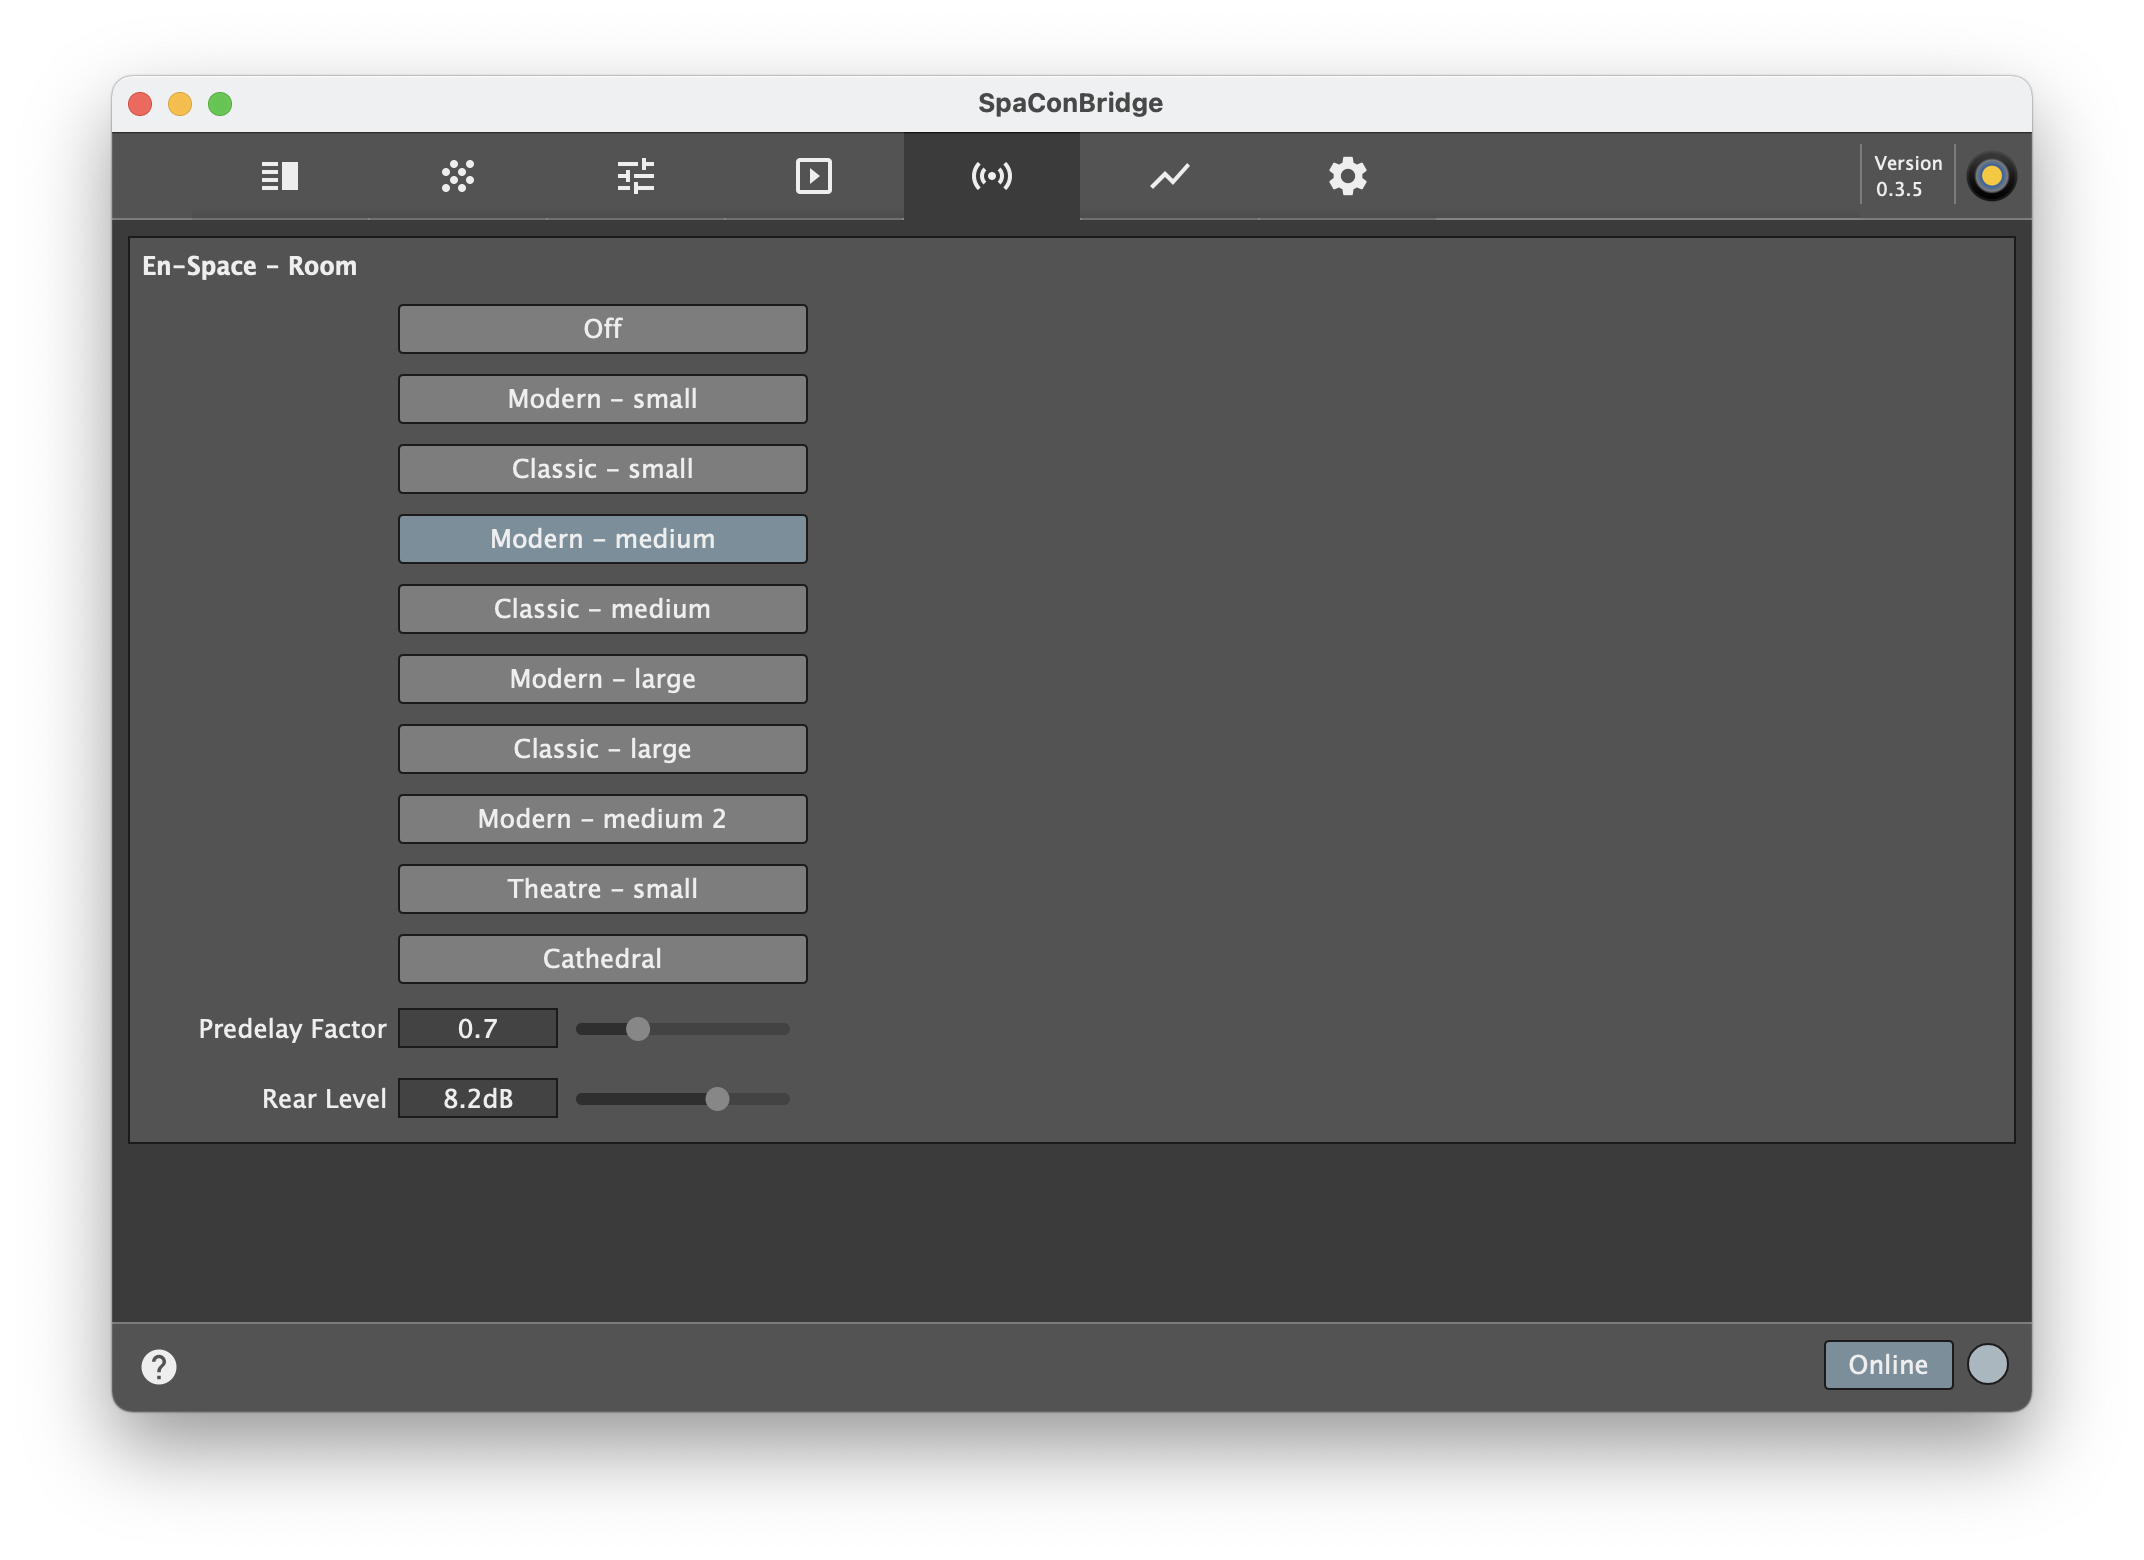 SpaConBridge
Version
0.3.5
En-Space - Room
Off
Modern - small
Classic - small
Modern - medium
Classic - medium
Modern - large
Classic - large
Modern - medium 2
Theatre - small
Cathedral
Predelay Factor 0.7
Rear Level 8.2dB
? Online